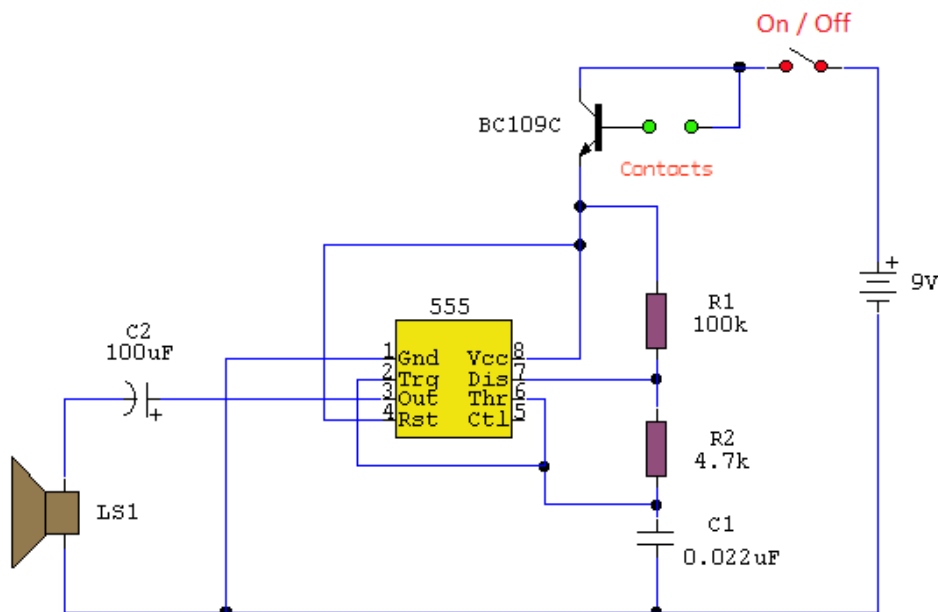 On / Off
BC109C
Contacts
+
9V
555
R1
100k
C2
100uF
+
1 Gnd Vcc 8
2 Trg Dis 7
3 Out Thr 6
4 Rst Ctl 5
R2
4.7k
LS1
C1
0.022uF